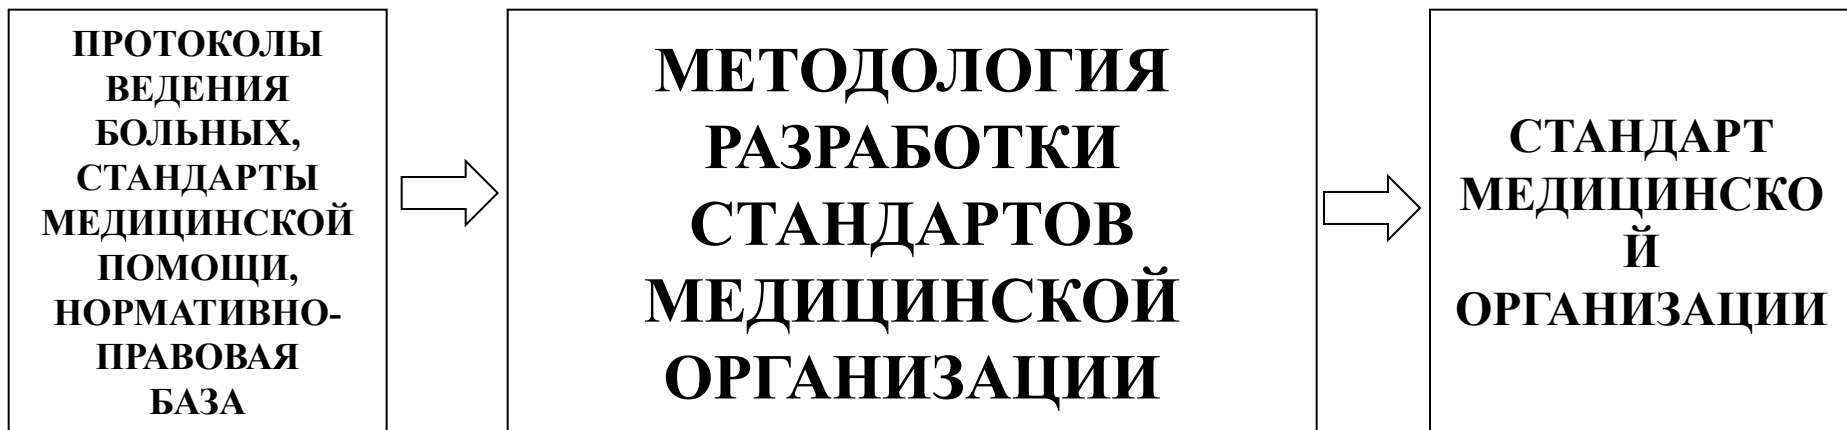 ПРОТОКОЛЫ
ВЕДЕНИЯ
БОЛЬНЫХ,
СТАНДАРТЫ
МЕДИЦИНСКОЙ
ПОМОЩИ,
НОРМАТИВНО-
ПРАВОВАЯ
БАЗА
МЕТОДОЛОГИЯ
РАЗРАБОТКИ
СТАНДАРТОВ
МЕДИЦИНСКОЙ
ОРГАНИЗАЦИИ
СТАНДАРТ
МЕДИЦИНСКО
Й
ОРГАНИЗАЦИИ